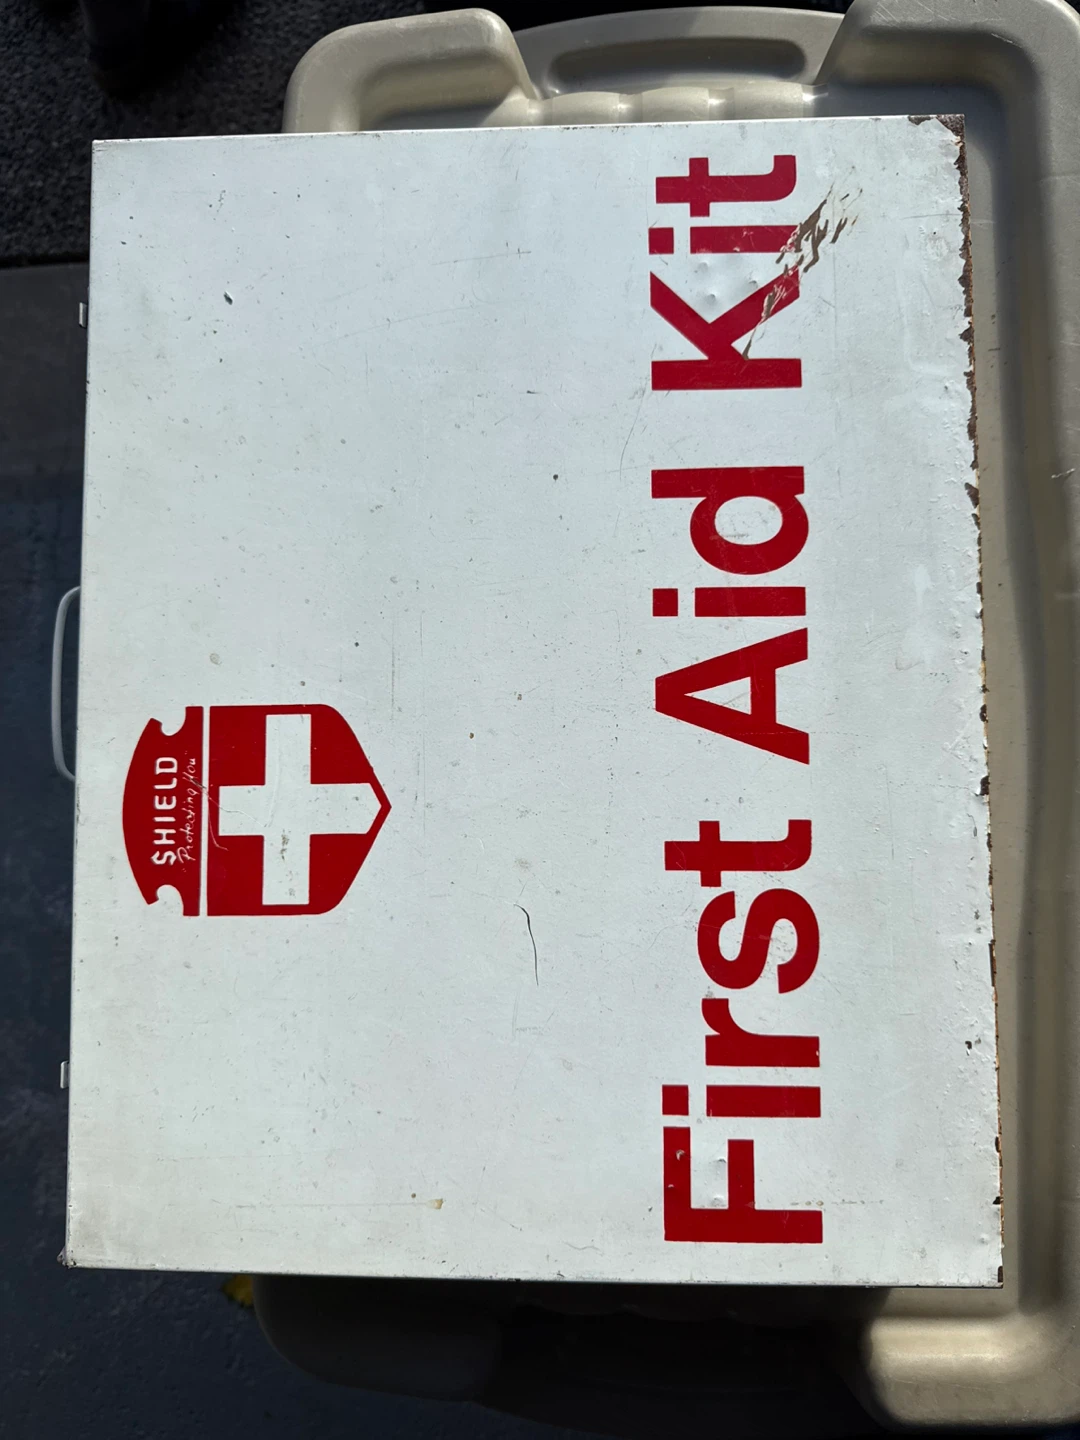 SHIELD
Protecting You
First Aid Kit